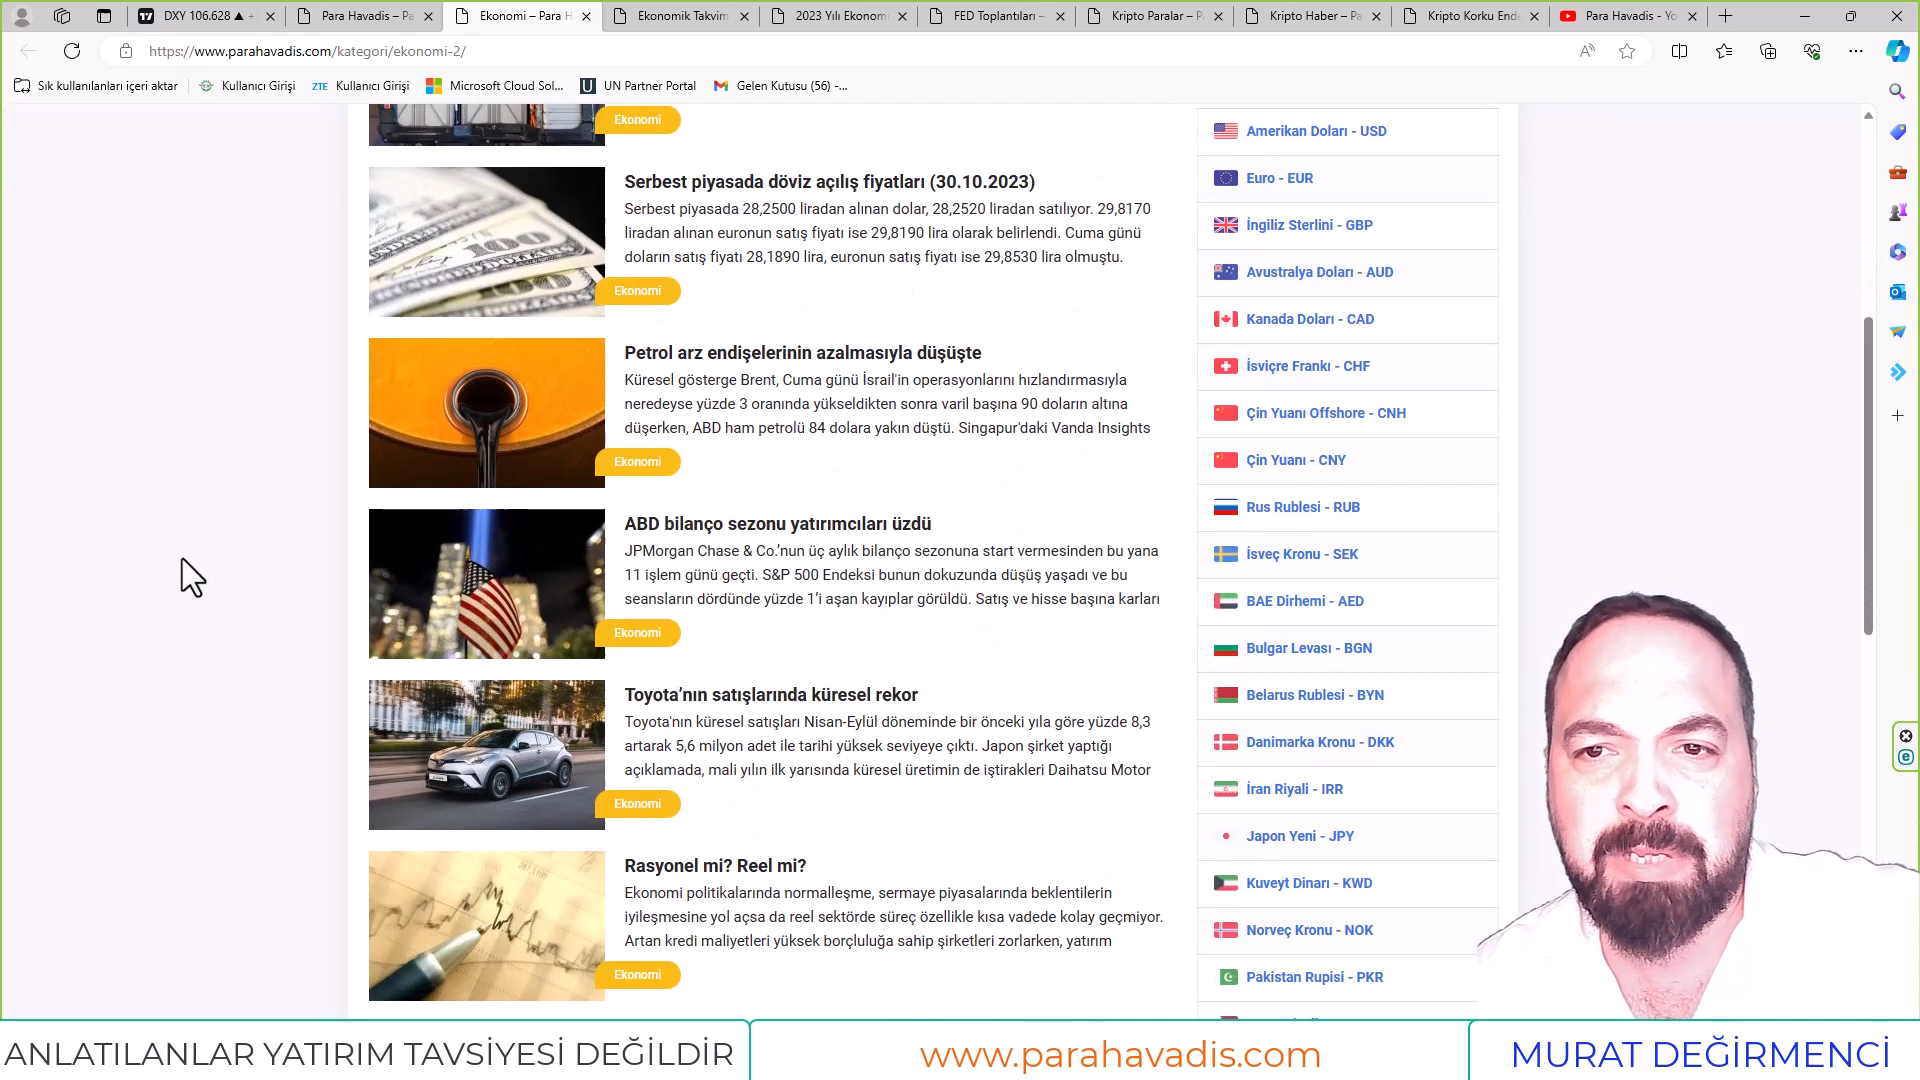 DXY 106.628 ▲ +
Para Havadis – Pa
Ekonomi – Para H
Ekonomik Takvim
2023 Yılı Ekonomi
FED Toplantıları –
Kripto Paralar – P
Kripto Haber – Pa
Kripto Korku Ende
Para Havadis - Yo
https://www.parahavadis.com/kategori/ekonomi-2/
Sık kullanılanları içeri aktar
Kullanıcı Girişi
ZTE Kullanıcı Girişi
Microsoft Cloud Sol...
UN Partner Portal
Gelen Kutusu (56) -...
Ekonomi
Serbest piyasada döviz açılış fiyatları (30.10.2023)
Serbest piyasada 28,2500 liradan alınan dolar, 28,2520 liradan satılıyor. 29,8170
liradan alınan euronun satış fiyatı ise 29,8190 lira olarak belirlendi. Cuma günü
doların satış fiyatı 28,1890 lira, euronun satış fiyatı ise 29,8530 lira olmuştu.
Ekonomi
Petrol arz endişelerinin azalmasıyla düşüşte
Küresel gösterge Brent, Cuma günü İsrail'in operasyonlarını hızlandırmasıyla
neredeyse yüzde 3 oranında yükseldikten sonra varil başına 90 doların altına
düşerken, ABD ham petrolü 84 dolara yakın düştü. Singapur'daki Vanda Insights
Ekonomi
ABD bilanço sezonu yatırımcıları üzdü
JPMorgan Chase & Co.’nun üç aylık bilanço sezonuna start vermesinden bu yana
11 işlem günü geçti. S&P 500 Endeksi bunun dokuzunda düşüş yaşadı ve bu
seansların dördünde yüzde 1’i aşan kayıplar görüldü. Satış ve hisse başına karları
Ekonomi
Toyota’nın satışlarında küresel rekor
Toyota'nın küresel satışları Nisan-Eylül döneminde bir önceki yıla göre yüzde 8,3
artarak 5,6 milyon adet ile tarihi yüksek seviyeye çıktı. Japon şirket yaptığı
açıklamada, mali yılın ilk yarısında küresel üretimin de iştirakleri Daihatsu Motor
Ekonomi
Rasyonel mi? Reel mi?
Ekonomi politikalarında normalleşme, sermaye piyasalarında beklentilerin
iyileşmesine yol açsa da reel sektörde süreç özellikle kısa vadede kolay geçmiyor.
Artan kredi maliyetleri yüksek borçluluğa sahip şirketleri zorlarken, yatırım
Ekonomi
Amerikan Doları - USD
Euro - EUR
İngiliz Sterlini - GBP
Avustralya Doları - AUD
Kanada Doları - CAD
İsviçre Frankı - CHF
Çin Yuanı Offshore - CNH
Çin Yuanı - CNY
Rus Rublesi - RUB
İsveç Kronu - SEK
BAE Dirhemi - AED
Bulgar Levası - BGN
Belarus Rublesi - BYN
Danimarka Kronu - DKK
İran Riyali - IRR
Japon Yeni - JPY
Kuveyt Dinarı - KWD
Norveç Kronu - NOK
Pakistan Rupisi - PKR
ANLATILANLAR YATIRIM TAVSİYESİ DEĞİLDİR
www.parahavadis.com
MURAT DEĞİRMENCİ